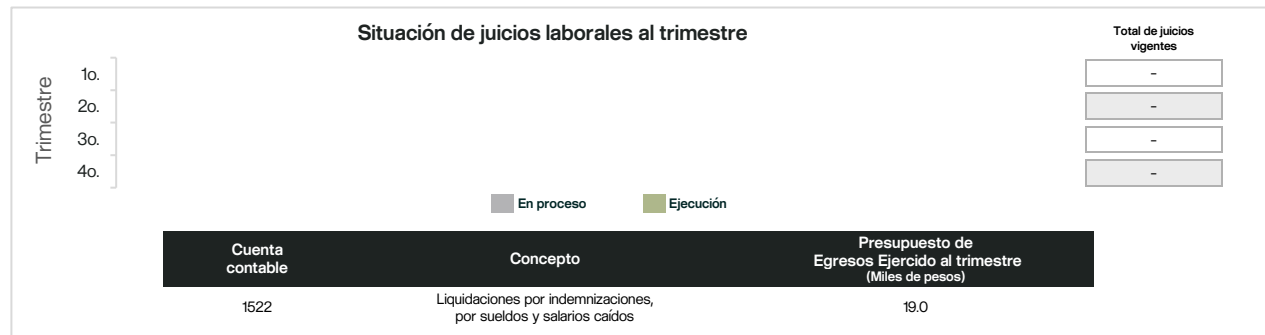 Situación de juicios laborales al trimestre
Total de juicios
vigentes
Trimestre
1o.
-
2o.
-
3o.
-
4o.
-
En proceso
Ejecución
Cuenta
contable
Concepto
Presupuesto de
Egresos Ejercido al trimestre
(Miles de pesos)
1522
Liquidaciones por indemnizaciones,
por sueldos y salarios caídos
19.0